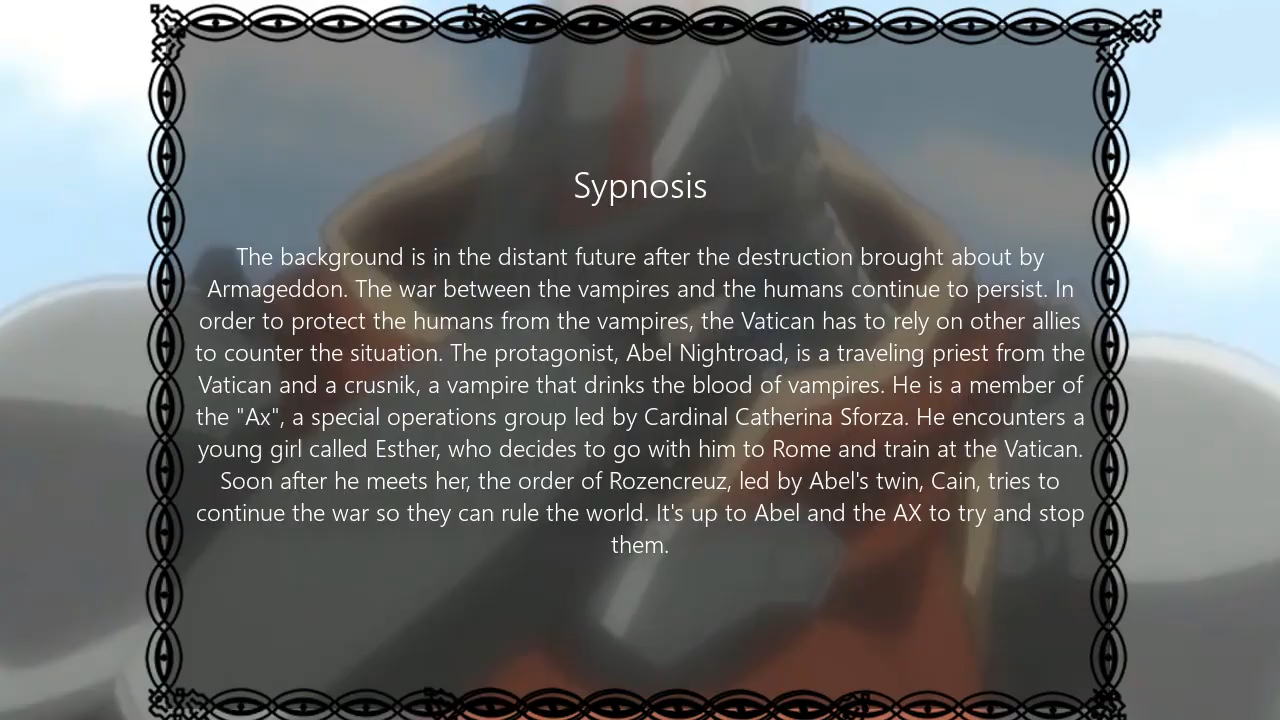 Sypnosis
The background is in the distant future after the destruction brought about by
Armageddon. The war between the vampires and the humans continue to persist. In
order to protect the humans from the vampires, the Vatican has to rely on other allies
to counter the situation. The protagonist, Abel Nightroad, is a traveling priest from the
Vatican and a crusnik, a vampire that drinks the blood of vampires. He is a member of
the "Ax", a special operations group led by Cardinal Catherina Sforza. He encounters a
young girl called Esther, who decides to go with him to Rome and train at the Vatican.
Soon after he meets her, the order of Rozencreuz, led by Abel's twin, Cain, tries to
continue the war so they can rule the world. It's up to Abel and the AX to try and stop
them.